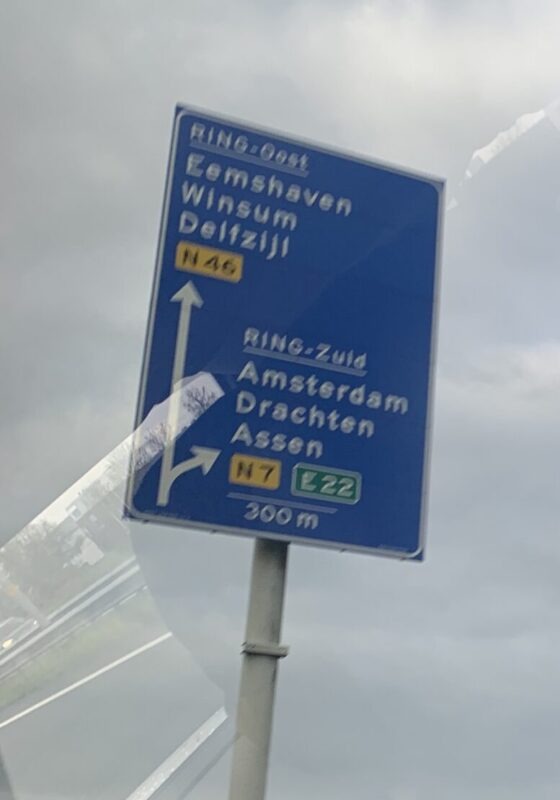 RING-Oost
Eemshaven
Winsum
Delfzijl
N 46
RING-Zuid
Amsterdam
Drachten
Assen
N 7 E 22
300 m